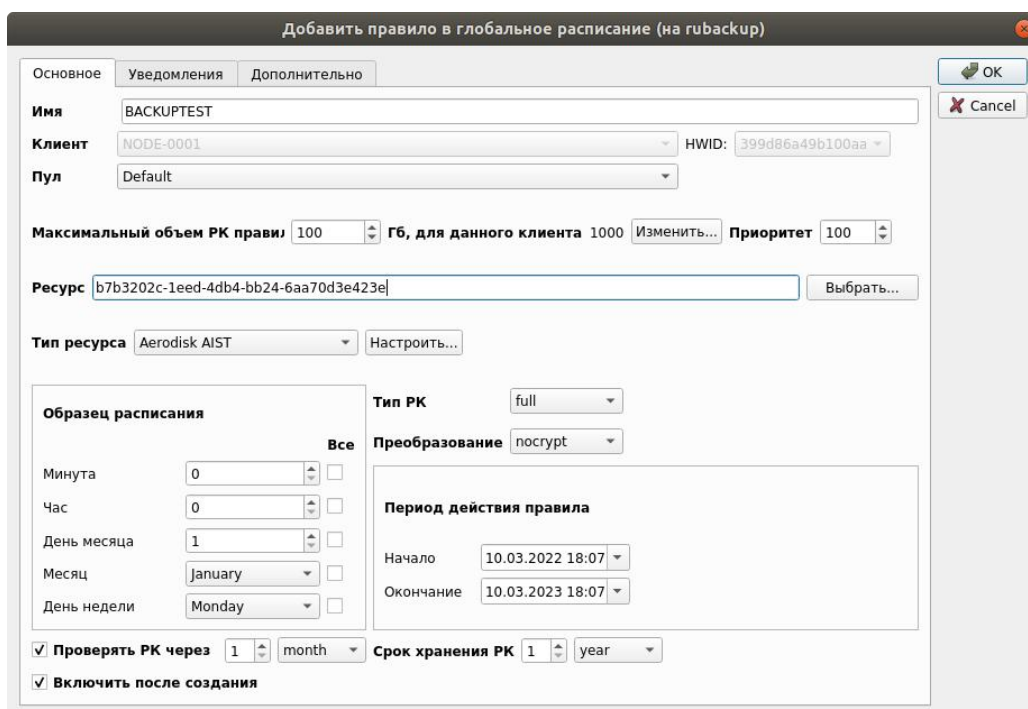 Добавить правило в глобальное расписание (на rubackup)
Основное Уведомления Дополнительно
OK
Cancel
Имя BACKUPTEST
Клиент NODE-0001 HWID: 399d86a49b100aa
Пул Default
Максимальный объем РК правил 100 Гб, для данного клиента 1000 Изменить... Приоритет 100
Ресурс b7b3202c-1eed-4db4-bb24-6aa70d3e423e Выбрать...
Тип ресурса Aerodisk AIST Настроить...
Образец расписания
Все
Минута 0
Час 0
День месяца 1
Месяц January
День недели Monday
Тип РК full
Преобразование nocrypt
Период действия правила
Начало 10.03.2022 18:07
Окончание 10.03.2023 18:07
Проверять РК через 1 month Срок хранения РК 1 year
Включить после создания